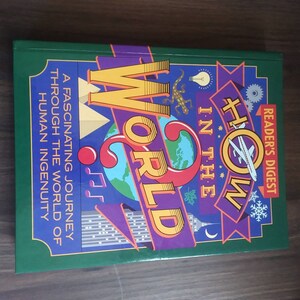 READER'S DIGEST
HOW
IN THE
WORLD
?
A FASCINATING JOURNEY
THROUGH THE WORLD OF
HUMAN INGENUITY